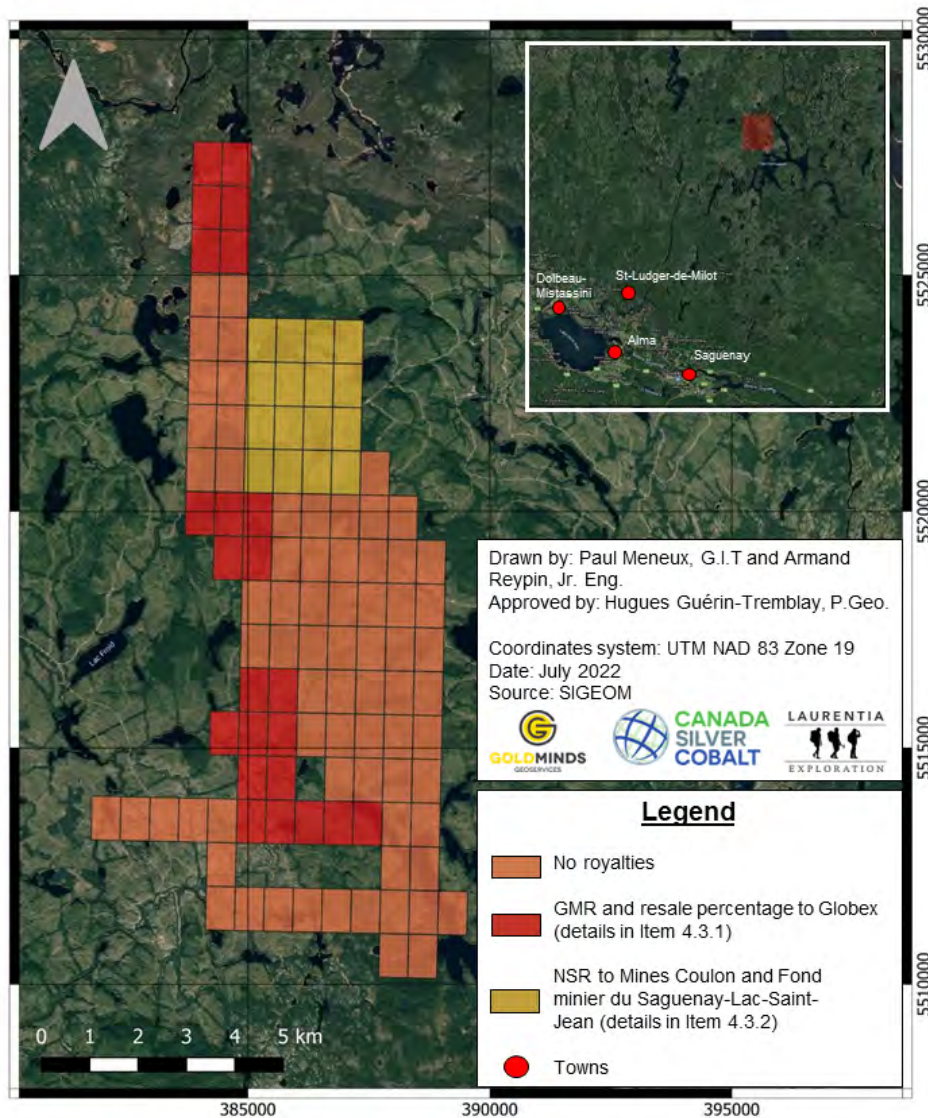 5530000
5525000
5520000
5515000
5510000
385000
390000
395000
Dolbeau-
Mistassini
St-Ludger-de-Milot
Alma
Saguenay
Lac Froid
Drawn by: Paul Meneux, G.I.T and Armand
Reypin, Jr. Eng.
Approved by: Hugues Guérin-Tremblay, P.Geo.
Coordinates system: UTM NAD 83 Zone 19
Date: July 2022
Source: SIGEOM
GOLDMINDS
GEOSERVICES
CANADA
SILVER
COBALT
LAURENTIA
EXPLORATION
Legend
No royalties
GMR and resale percentage to Globex
(details in Item 4.3.1)
NSR to Mines Coulon and Fond
minier du Saguenay-Lac-Saint-
Jean (details in Item 4.3.2)
Towns
0 1 2 3 4 5 km